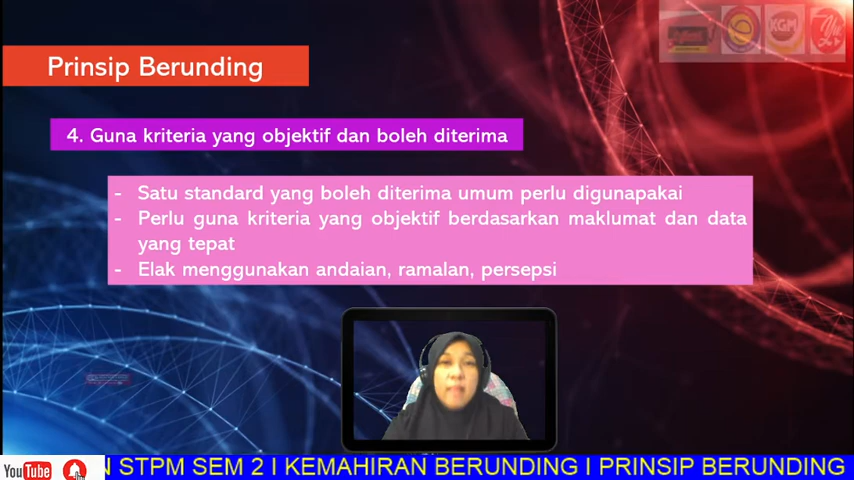 KGM
Prinsip Berunding
4. Guna kriteria yang objektif dan boleh diterima
- Satu standard yang boleh diterima umum perlu digunapakai
- Perlu guna kriteria yang objektif berdasarkan maklumat dan data
yang tepat
- Elak menggunakan andaian, ramalan, persepsi
YouTube
N STPM SEM 2 I KEMAHIRAN BERUNDING I PRINSIP BERUNDING